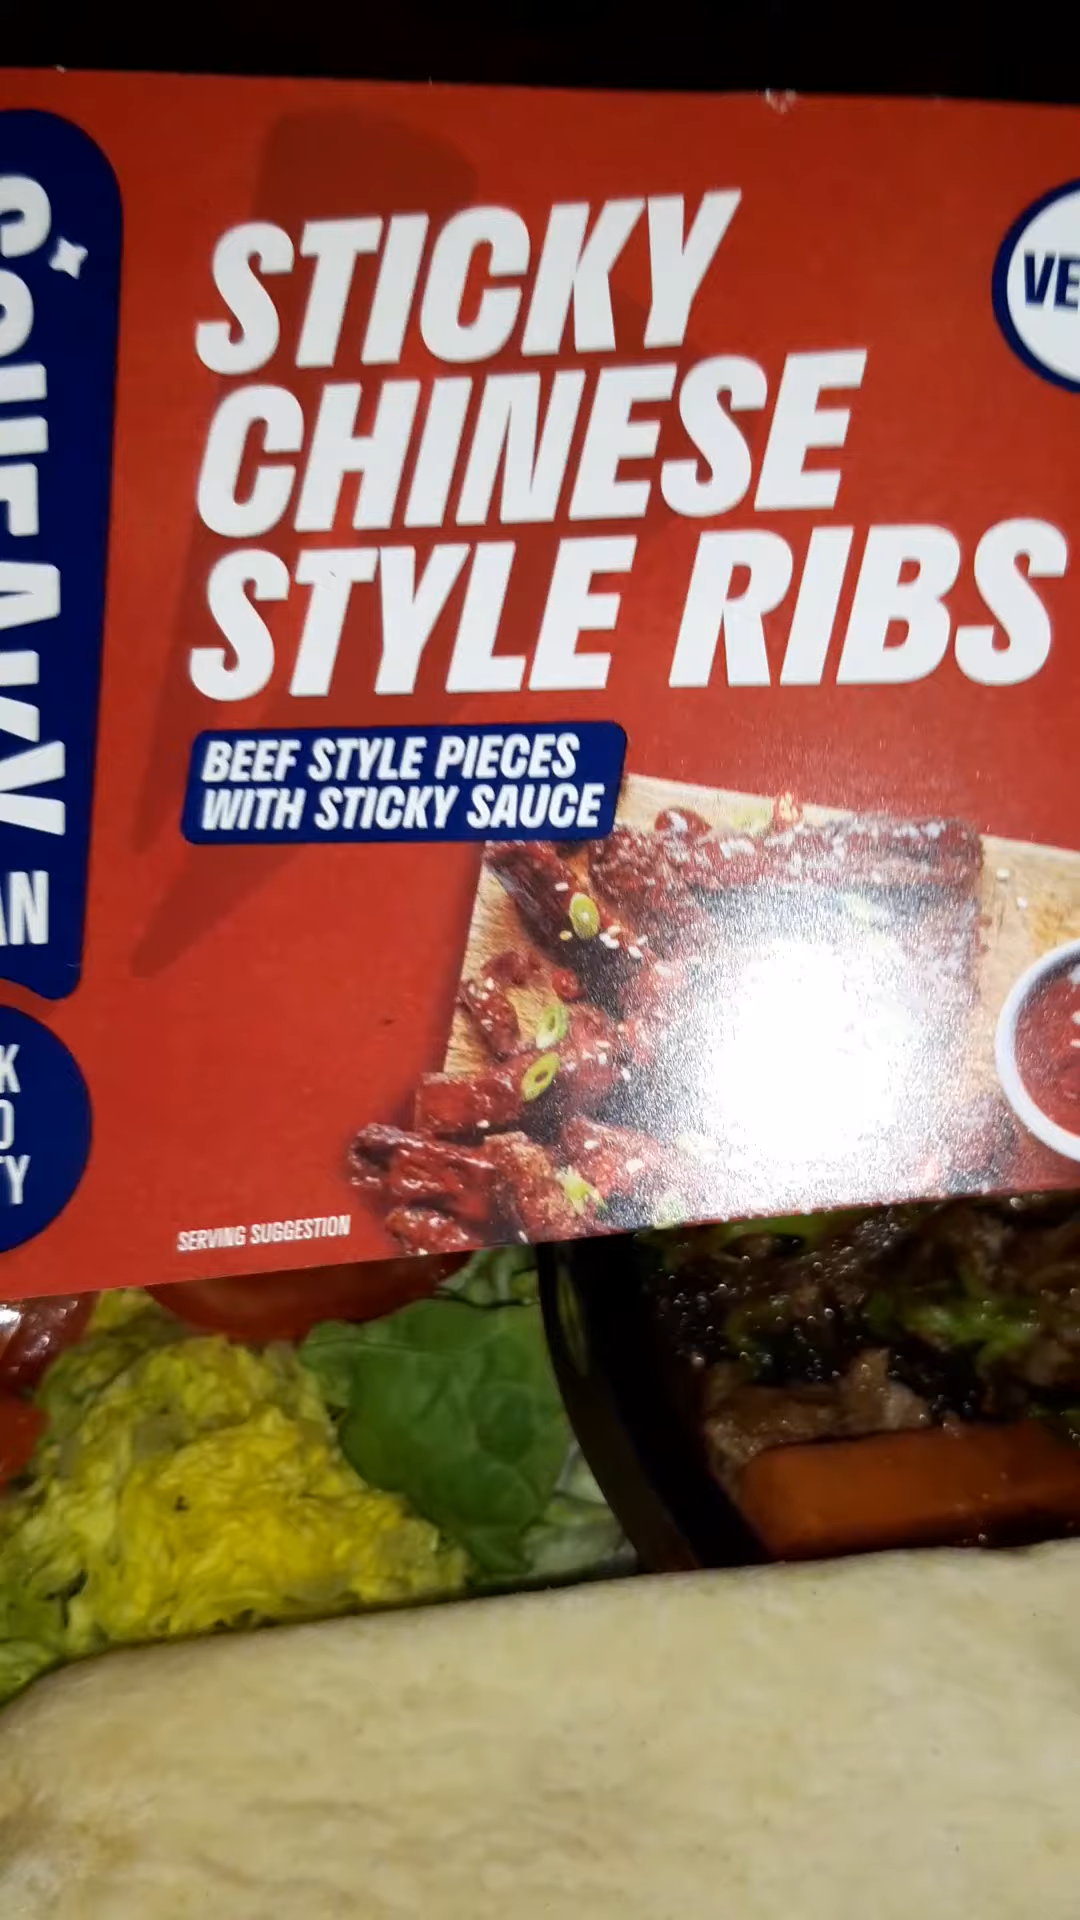 STICKY
CHINESE
STYLE RIBS
BEEF STYLE PIECES
WITH STICKY SAUCE
SERVING SUGGESTION